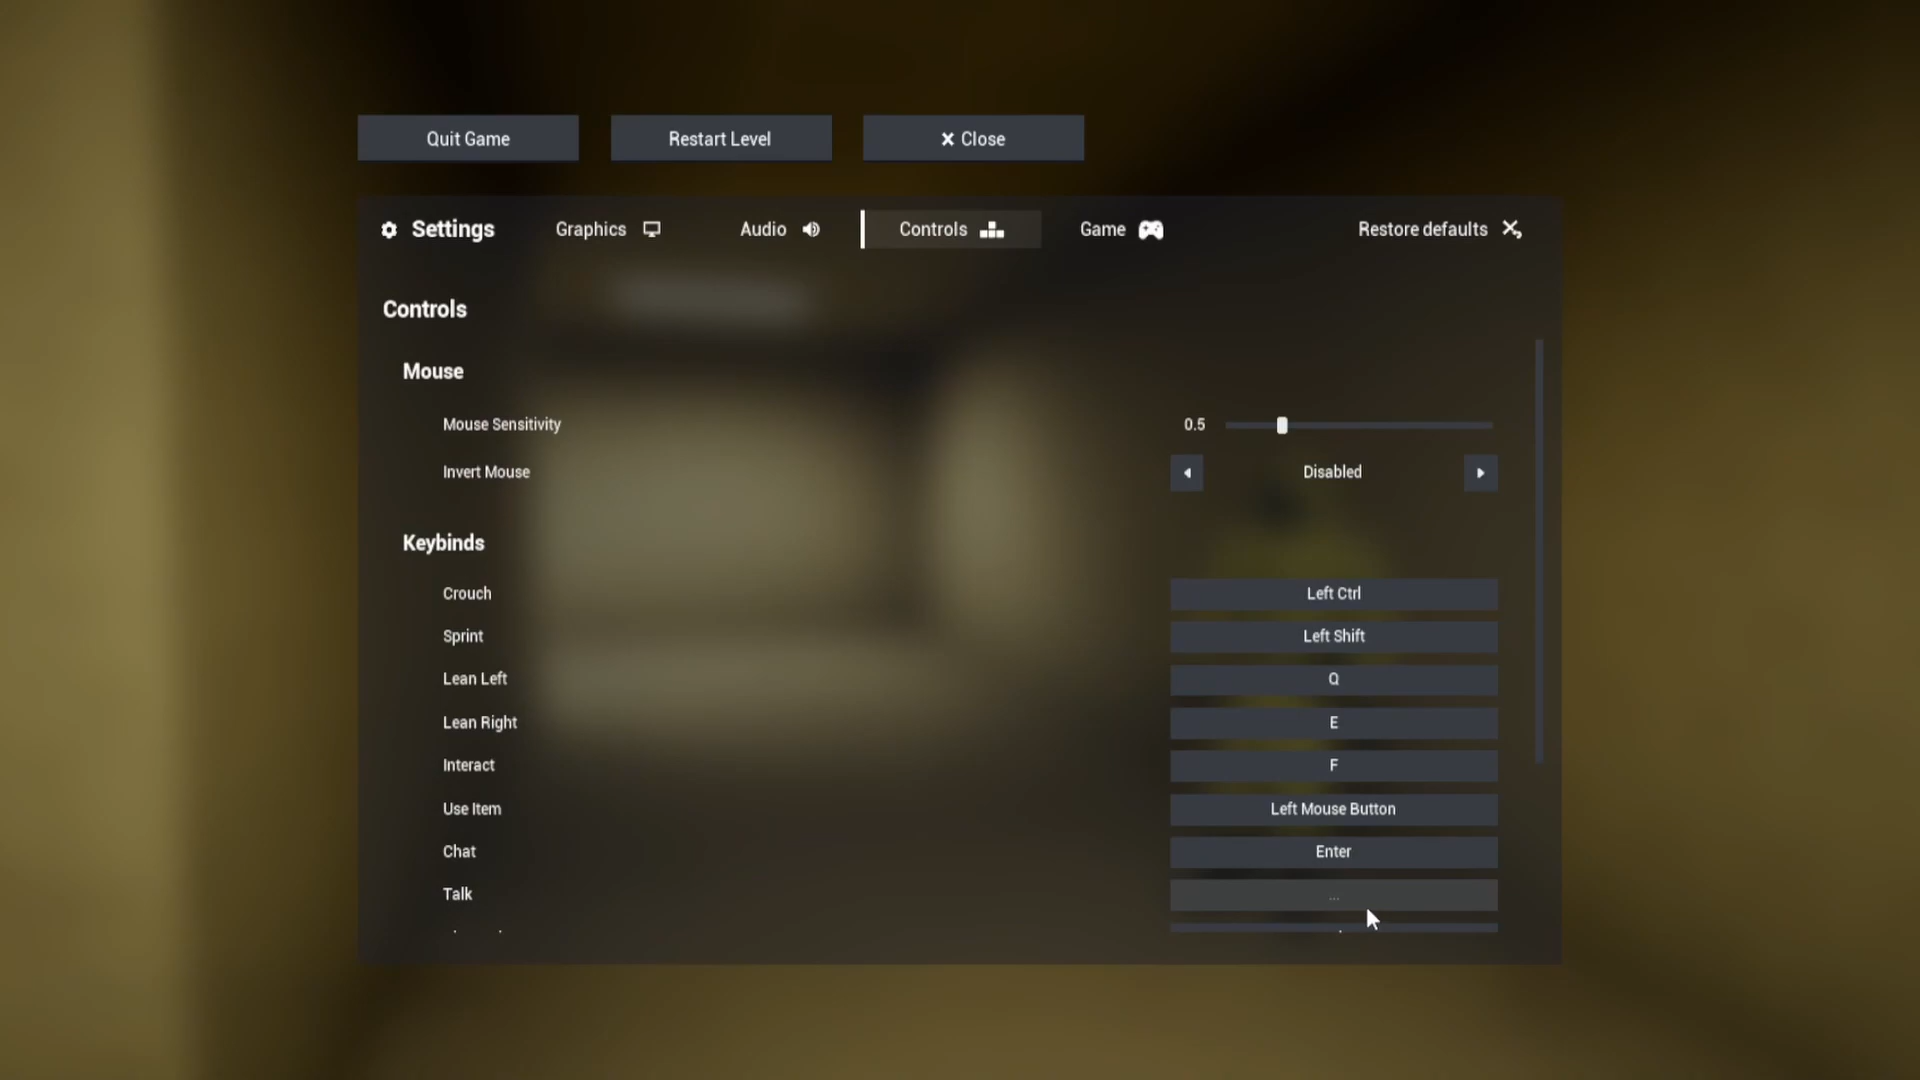 Quit Game
Restart Level
Close
Settings
Graphics
Audio
Controls
Game
Restore defaults
Controls
Mouse
Mouse Sensitivity 0.5
Invert Mouse Disabled
Keybinds
Crouch Left Ctrl
Sprint Left Shift
Lean Left Q
Lean Right E
Interact F
Use Item Left Mouse Button
Chat Enter
Talk ...